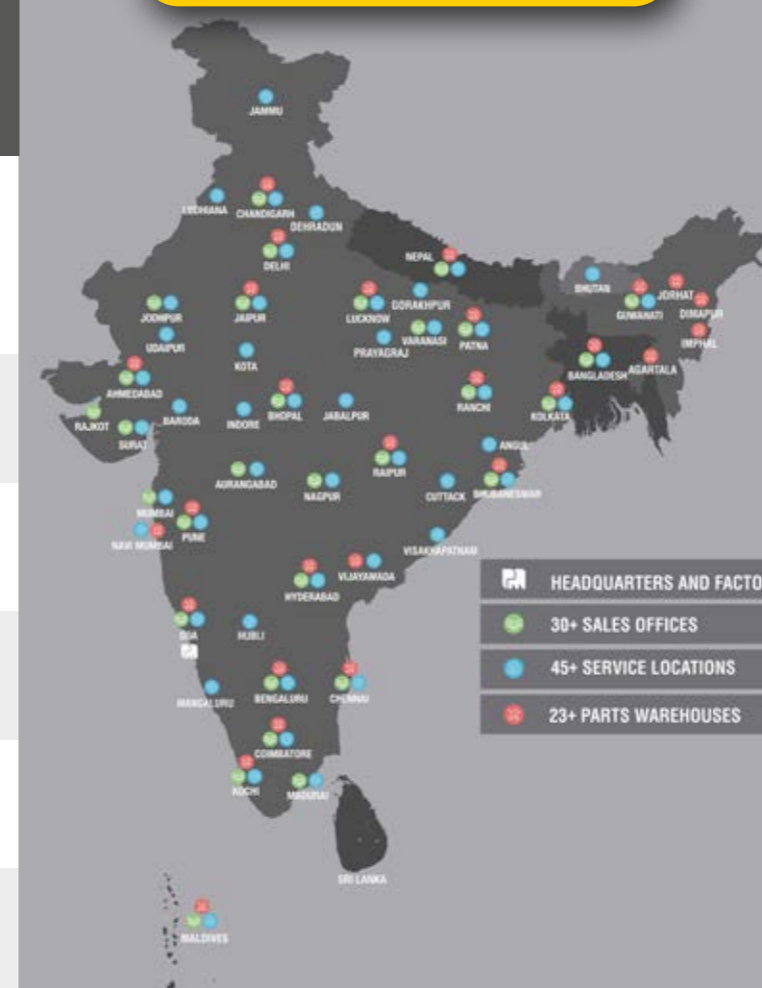 JAMMU
LUDHIANA
CHANDIGARH
DEHRADUN
DELHI
NEPAL
BHUTAN
JORHAT
GUWAHATI
DIMAPUR
IMPHAL
JODHPUR
JAIPUR
LUCKNOW
GORAKHPUR
UDAIPUR
VARANASI
PATNA
PRAYAGRAJ
KOTA
BANGLADESH
AGARTALA
AHMEDABAD
RAJKOT
BARODA
INDORE
BHOPAL
JABALPUR
RANCHI
KOLKATA
SURAT
ANGUL
RAIPUR
AURANGABAD
NAGPUR
CUTTACK
BHUBANESWAR
MUMBAI
PUNE
NAVI MUMBAI
VISAKHAPATNAM
VIJAYAWADA
HYDERABAD
HEADQUARTERS AND FACTO
30+ SALES OFFICES
45+ SERVICE LOCATIONS
23+ PARTS WAREHOUSES
GOA
HUBLI
MANGALURU
BENGALURU
CHENNAI
COIMBATORE
KOCHI
MADURAI
SRI LANKA
MALDIVES